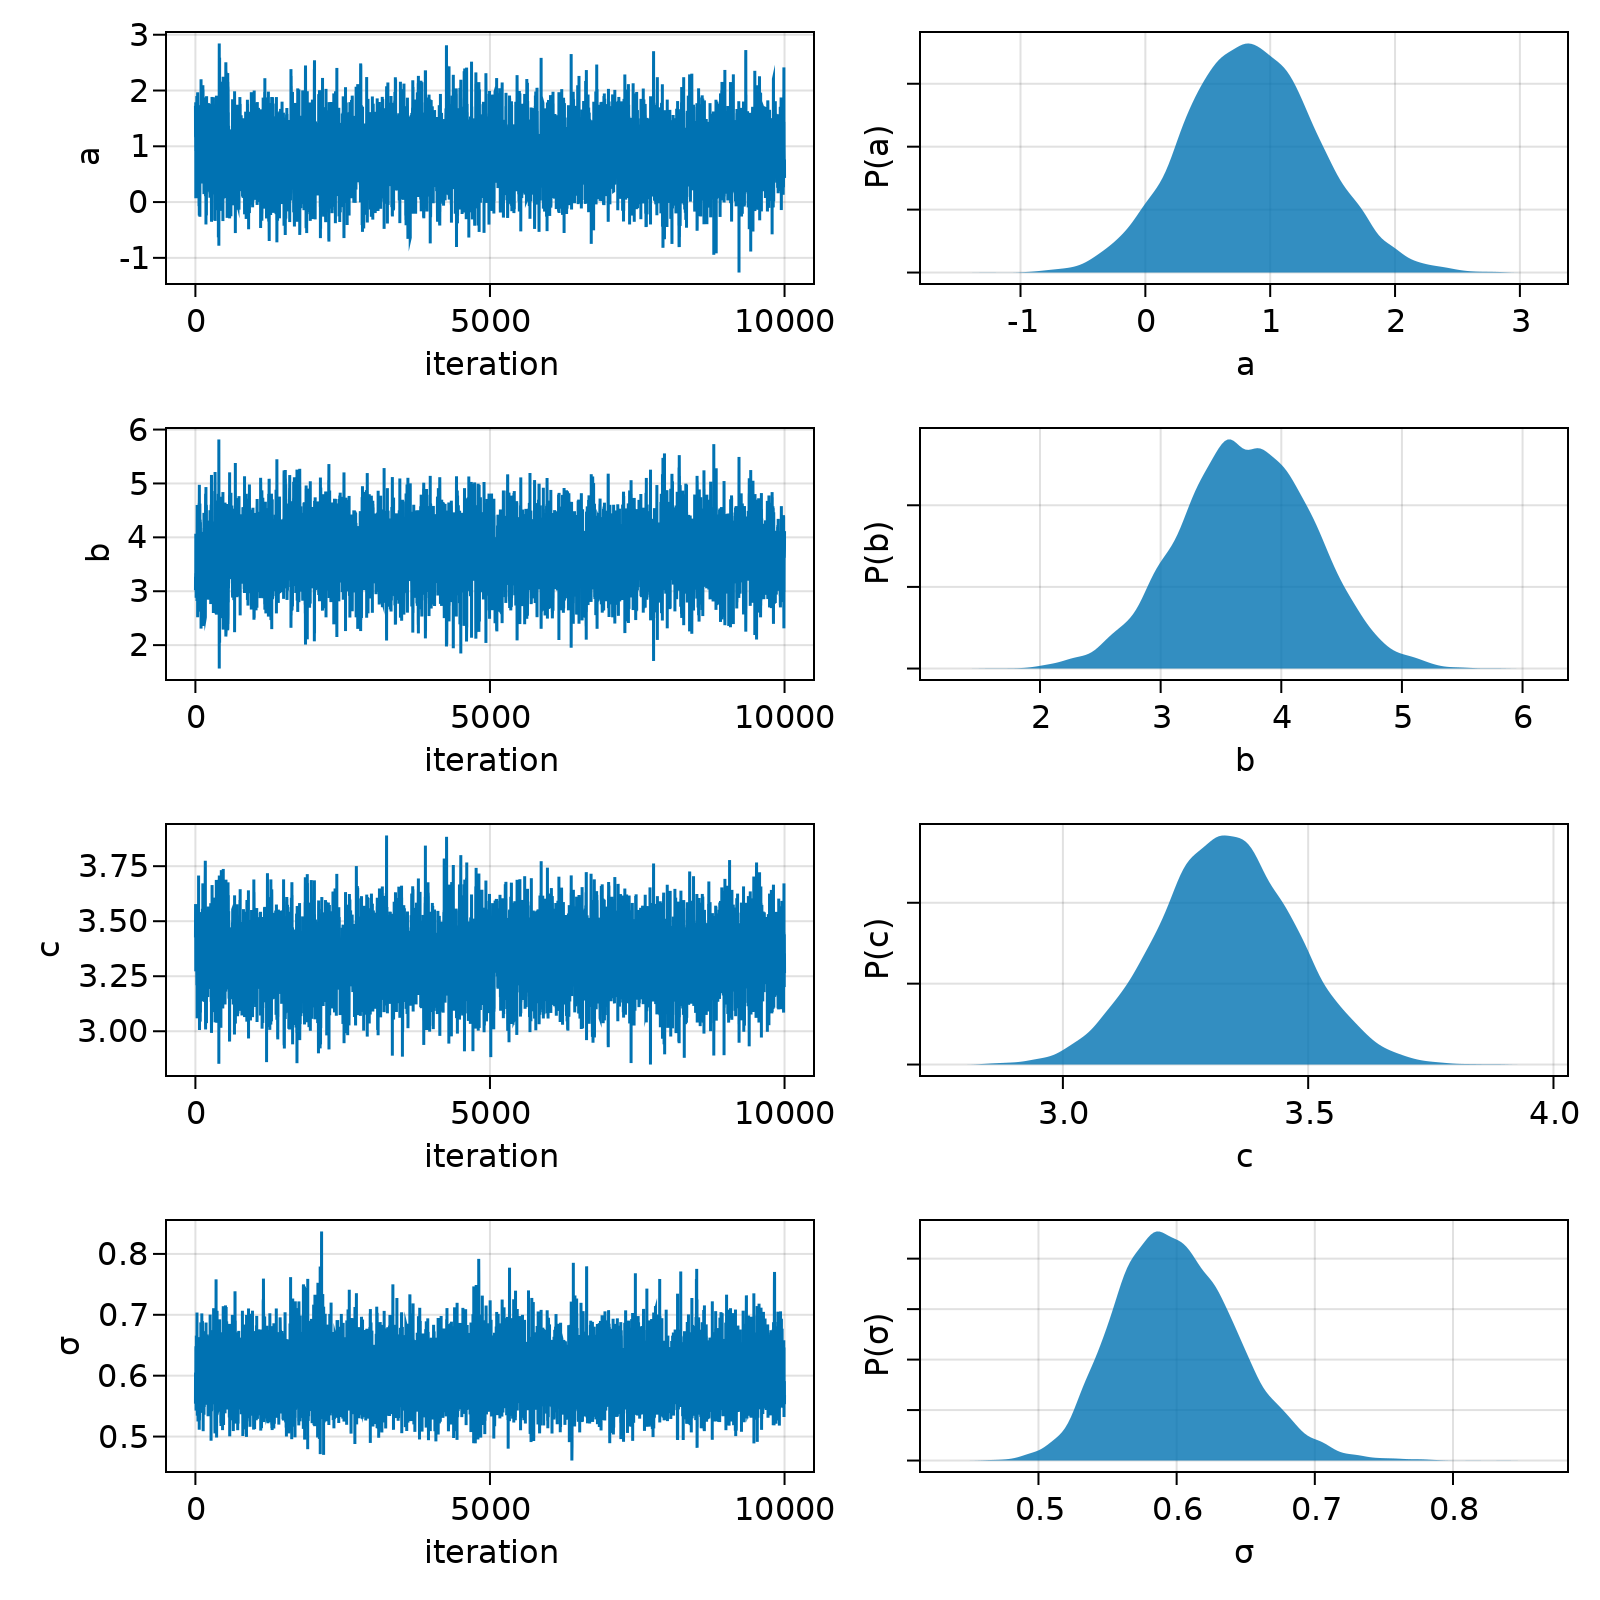 3
2
1
0
-1
a
0 5000 10000
iteration
P(a)
-1 0 1 2 3
a
6
5
4
3
2
b
0 5000 10000
iteration
P(b)
2 3 4 5 6
b
3.75
3.50
3.25
3.00
c
0 5000 10000
iteration
P(c)
3.0 3.5 4.0
c
0.8
0.7
0.6
0.5
σ
0 5000 10000
iteration
P(σ)
0.5 0.6 0.7 0.8
σ